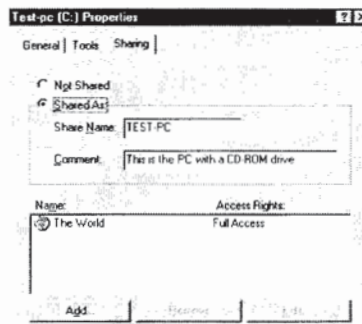 Test-pc (C:) Properties
General Tools Sharing
Not Shared
Shared As:
Share Name: TEST-PC
Comment: This is the PC with a CD-ROM drive
Name: Access Rights:
The World Full Access
Add... Remove Edit...